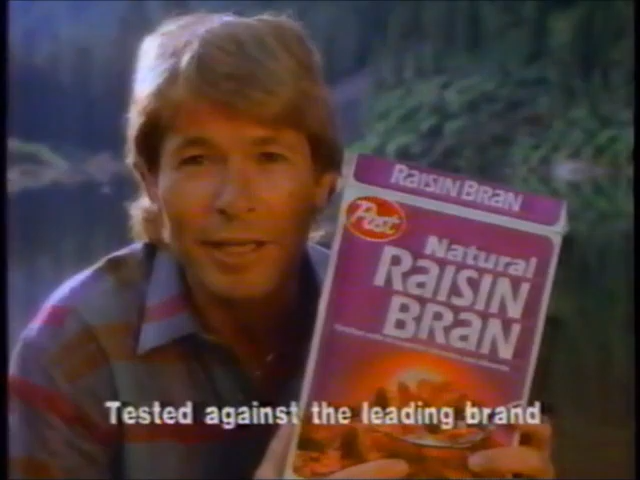 RAISIN BRAN
Post
Natural
RAISIN
BRAN
Tested against the leading brand